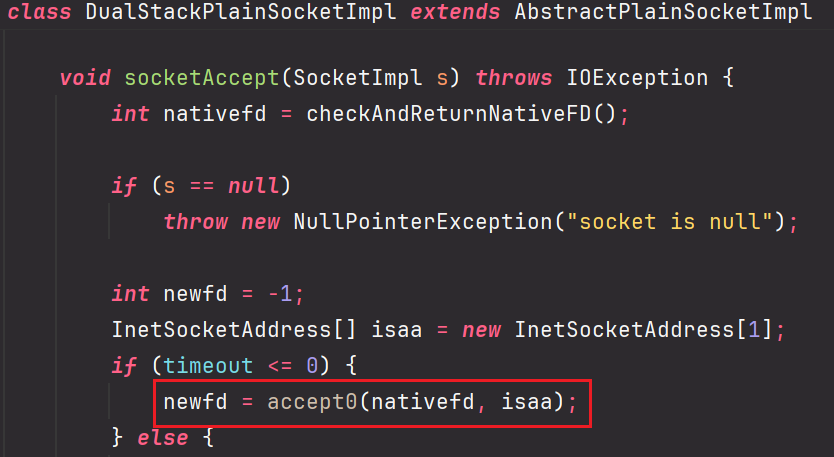 class DualStackPlainSocketImpl extends AbstractPlainSocketImpl
void socketAccept(SocketImpl s) throws IOException {
int nativefd = checkAndReturnNativeFD();
if (s == null)
throw new NullPointerException("socket is null");
int newfd = -1;
InetSocketAddress[] isaa = new InetSocketAddress[1];
if (timeout <= 0) {
newfd = accept0(nativefd, isaa);
} else {